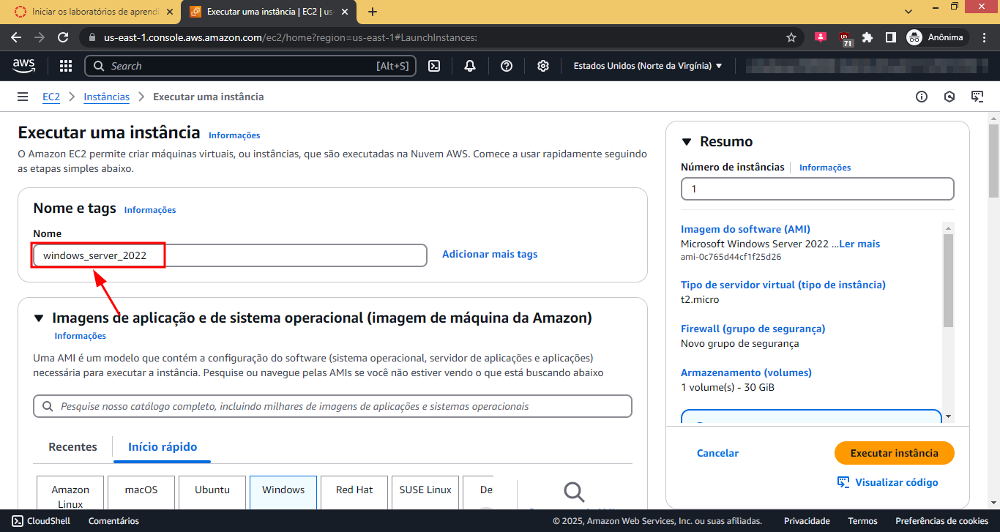 Iniciar os laboratórios de aprendi
Executar uma instância | EC2 | us-
us-east-1.console.aws.amazon.com/ec2/home?region=us-east-1#LaunchInstances:
71
Anônima
aws
Search
[Alt+S]
Estados Unidos (Norte da Virgínia)
EC2
Instâncias
Executar uma instância
Executar uma instância
Informações
O Amazon EC2 permite criar máquinas virtuais, ou instâncias, que são executadas na Nuvem AWS. Comece a usar rapidamente seguindo
as etapas simples abaixo.
Nome e tags
Informações
Nome
windows_server_2022
Adicionar mais tags
Imagens de aplicação e de sistema operacional (imagem de máquina da Amazon)
Informações
Uma AMI é um modelo que contém a configuração do software (sistema operacional, servidor de aplicações e aplicações)
necessária para executar a instância. Pesquise ou navegue pelas AMIs se você não estiver vendo o que está buscando abaixo
Pesquise nosso catálogo completo, incluindo milhares de imagens de aplicações e sistemas operacionais
Recentes
Início rápido
Amazon
Linux
macOS
Ubuntu
Windows
Red Hat
SUSE Linux
De
Resumo
Número de instâncias
Informações
1
Imagem do software (AMI)
Microsoft Windows Server 2022 ...Ler mais
ami-0c765d44cf1f25d26
Tipo de servidor virtual (tipo de instância)
t2.micro
Firewall (grupo de segurança)
Novo grupo de segurança
Armazenamento (volumes)
1 volume(s) - 30 GiB
Cancelar
Executar instância
Visualizar código
CloudShell
Comentários
© 2025, Amazon Web Services, Inc. ou suas afiliadas.
Privacidade
Termos
Preferências de cookies